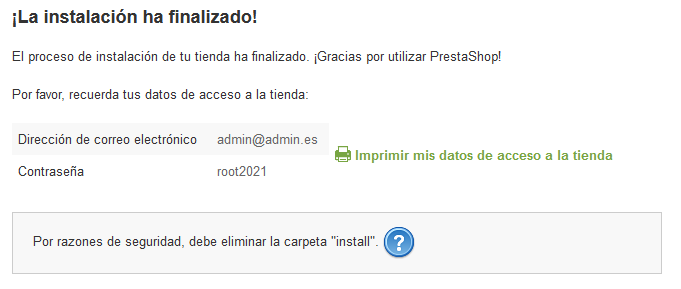 ¡La instalación ha finalizado!
El proceso de instalación de tu tienda ha finalizado. ¡Gracias por utilizar PrestaShop!
Por favor, recuerda tus datos de acceso a la tienda:
Dirección de correo electrónico admin@admin.es
Imprimir mis datos de acceso a la tienda
Contraseña root2021
Por razones de seguridad, debe eliminar la carpeta "install". ?